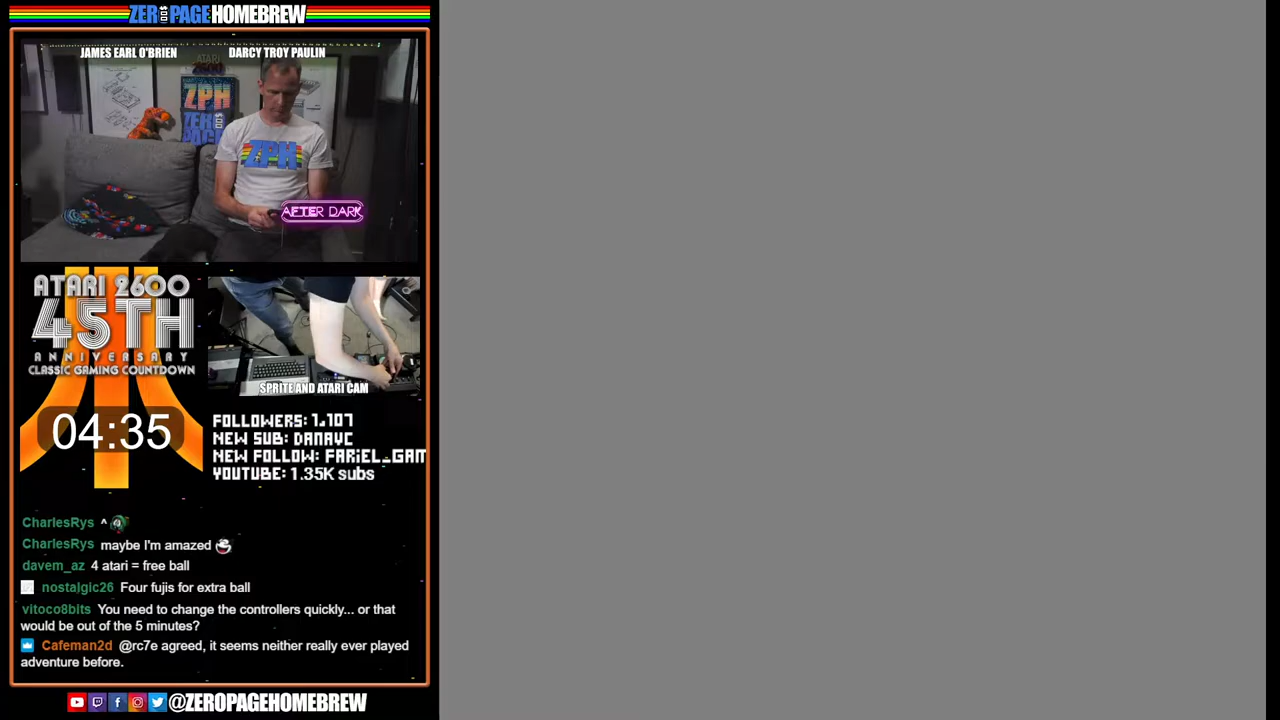 ZEROPAGEHOMEBREW
JAMES EARL O'BRIEN
DARCY TROY PAULIN
ATARI
ZPH
ZERO
PAGE
ZPH
AFTER DARK
ATARI 2600
45TH
ANNIVERSARY
CLASSIC GAMING COUNTDOWN
04:35
SPRITE AND ATARI CAM
FOLLOWERS: 1,107
NEW SUB: DANAYC
NEW FOLLOW: FARIEL_GAM
YOUTUBE: 1.35K subs
CharlesRys ^
CharlesRys maybe I'm amazed
davem_az 4 atari = free ball
nostalgic26 Four fujis for extra ball
vitoco8bits You need to change the controllers quickly... or that
would be out of the 5 minutes?
Cafeman2d @rc7e agreed, it seems neither really ever played
adventure before.
@ZEROPAGEHOMEBREW